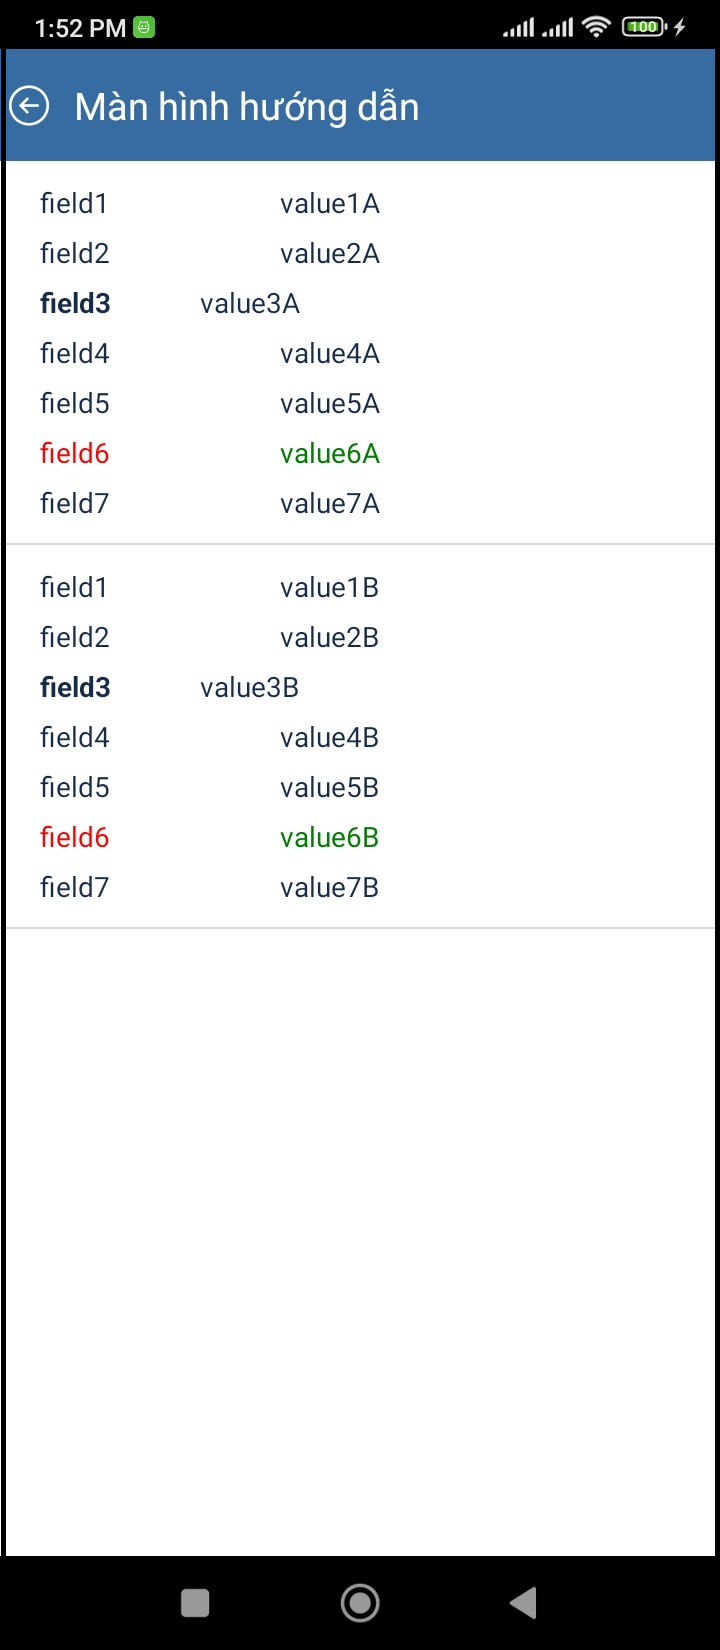 1:52 PM
100
Màn hình hướng dẫn
field1 value1A
field2 value2A
field3 value3A
field4 value4A
field5 value5A
field6 value6A
field7 value7A
field1 value1B
field2 value2B
field3 value3B
field4 value4B
field5 value5B
field6 value6B
field7 value7B